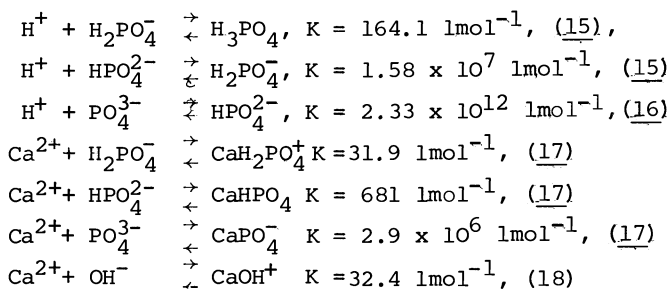 H⁺ + H₂PO₄⁻ ⇄ H₃PO₄, K = 164.1 lmol⁻¹, (15),
H⁺ + HPO₄²⁻ ⇄ H₂PO₄⁻, K = 1.58 x 10⁷ lmol⁻¹, (15)
H⁺ + PO₄³⁻ ⇄ HPO₄²⁻, K = 2.33 x 10¹² lmol⁻¹,(16)
Ca²⁺+ H₂PO₄⁻ ⇄ CaH₂PO₄⁺ K =31.9 lmol⁻¹, (17)
Ca²⁺+ HPO₄²⁻ ⇄ CaHPO₄ K = 681 lmol⁻¹, (17)
Ca²⁺+ PO₄³⁻ ⇄ CaPO₄⁻ K = 2.9 x 10⁶ lmol⁻¹, (17)
Ca²⁺+ OH⁻ ⇄ CaOH⁺ K =32.4 lmol⁻¹, (18)